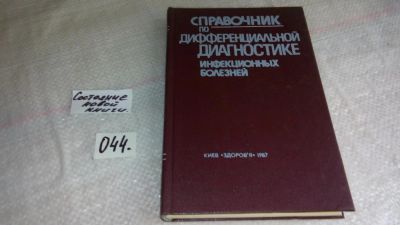 Состояние
новой
книги
044.
СПРАВОЧНИК
ПО
ДИФФЕРЕНЦИАЛЬНОЙ
ДИАГНОСТИКЕ
ИНФЕКЦИОННЫХ
БОЛЕЗНЕЙ
КИЕВ «ЗДОРОВ'Я» 1987